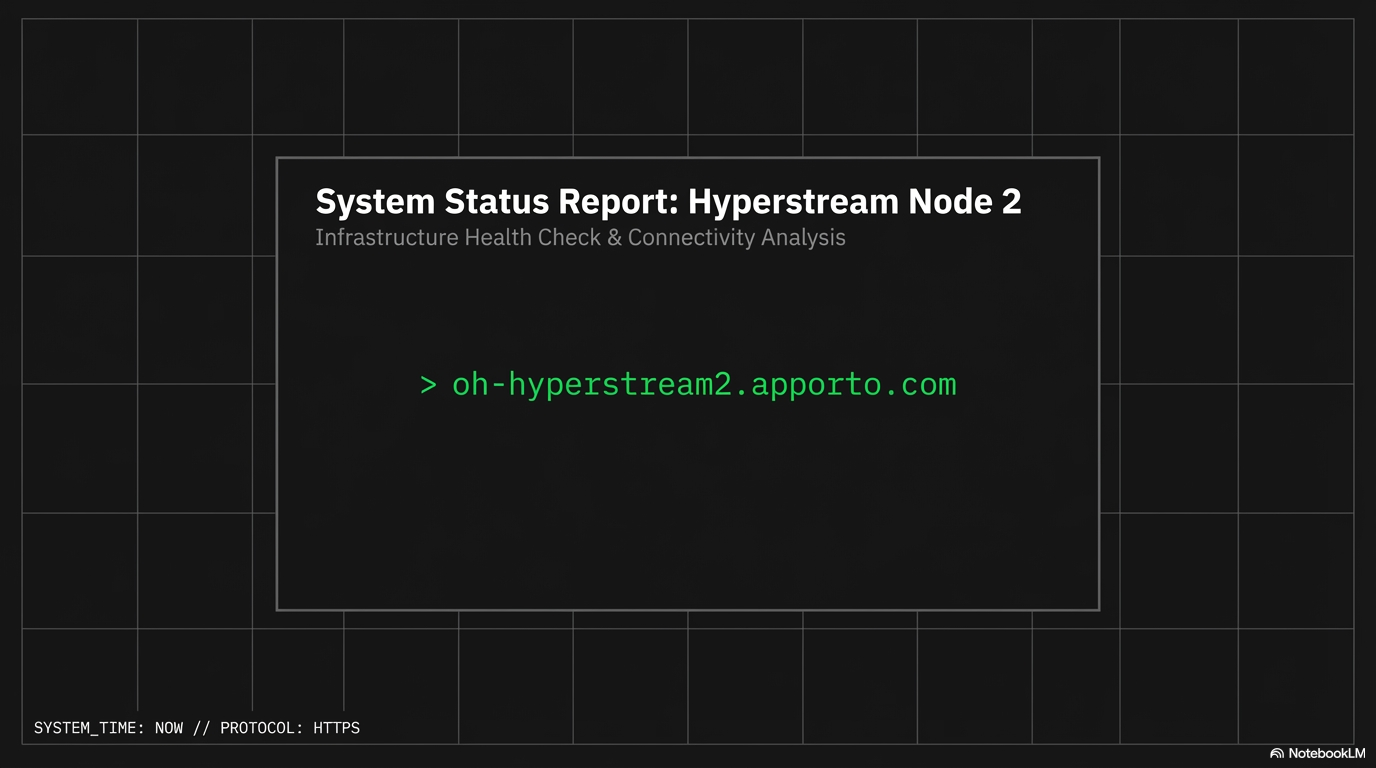 System Status Report: Hyperstream Node 2
Infrastructure Health Check & Connectivity Analysis
> oh-hyperstream2.apporto.com
SYSTEM_TIME: NOW // PROTOCOL: HTTPS
NotebookLM